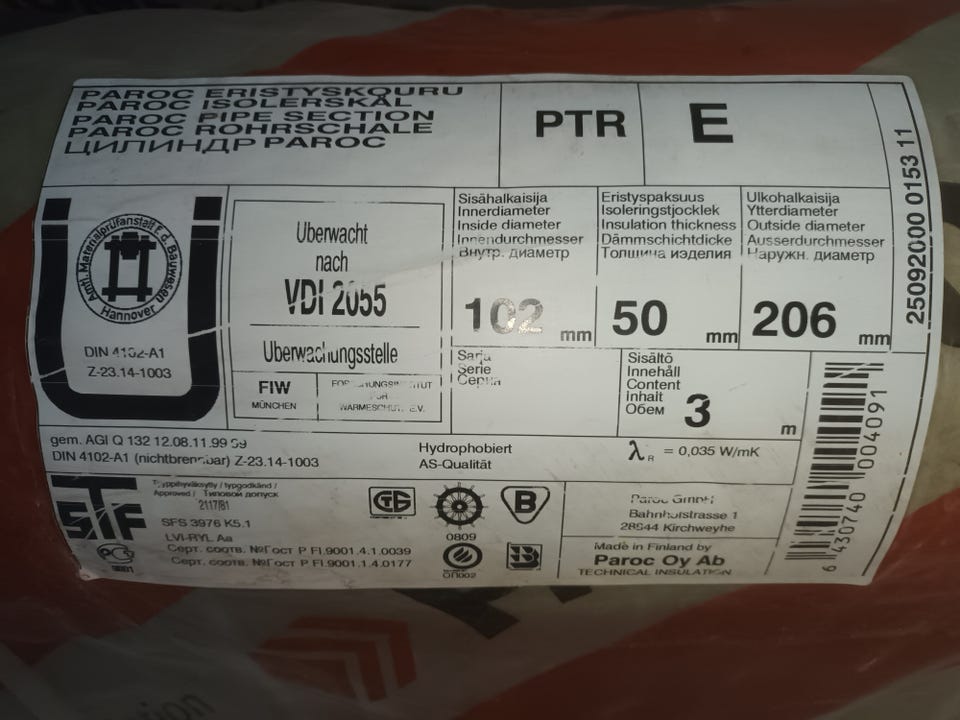 PAROC ERISTYSKOURU
PAROC ISOLERSKÅL
PAROC PIPE SECTION
PAROC ROHRSCHALE
ЦИЛИНДР PAROC
PTR
E
25092000 0153 11
Amtl. Materialprüfanstalt f. d. Bauwesen
Hannover
DIN 4102-A1
Z-23.14-1003
Uberwacht
nach
VDI 2055
Uberwachungsstelle
FIW
MÜNCHEN
FORSCHUNGSINSTITUT
FÜR
WÄRMESCHUTZ E.V.
Sisähalkaisija
Innerdiameter
Inside diameter
Innendurchmesser
Внутр. диаметр
102 mm
Eristyspaksuus
Isoleringstjocklek
Insulation thickness
Dämmschichtdicke
Толщина изделия
50 mm
Ulkohalkaisija
Ytterdiameter
Outside diameter
Ausserdurchmesser
Наружн. диаметр
206 mm
Sarja
Serie
Серия
Sisältö
Innehåll
Content
Inhalt
Обем
3 m
gem. AGI Q 132 12.08.11.99 99
DIN 4102-A1 (nichtbrennbar) Z-23.14-1003
Hydrophobiert
AS-Qualität
λR = 0,035 W/mK
STF
Tyyppihyväksytty / typgodkänd /
Approved / Типовой допуск
2117/81
SFS 3976 K5.1
LVI-RYL Aa
Серт. соотв. №Гост Р FI.9001.4.1.0039
Серт. соотв. №Гост Р FI.9001.1.4.0177
9001
0809
ОП002
B
Paroc GmbH
Bahnhofstrasse 1
28844 Kirchweyhe
Made in Finland by
Paroc Oy Ab
TECHNICAL INSULATION
6 430740 004091